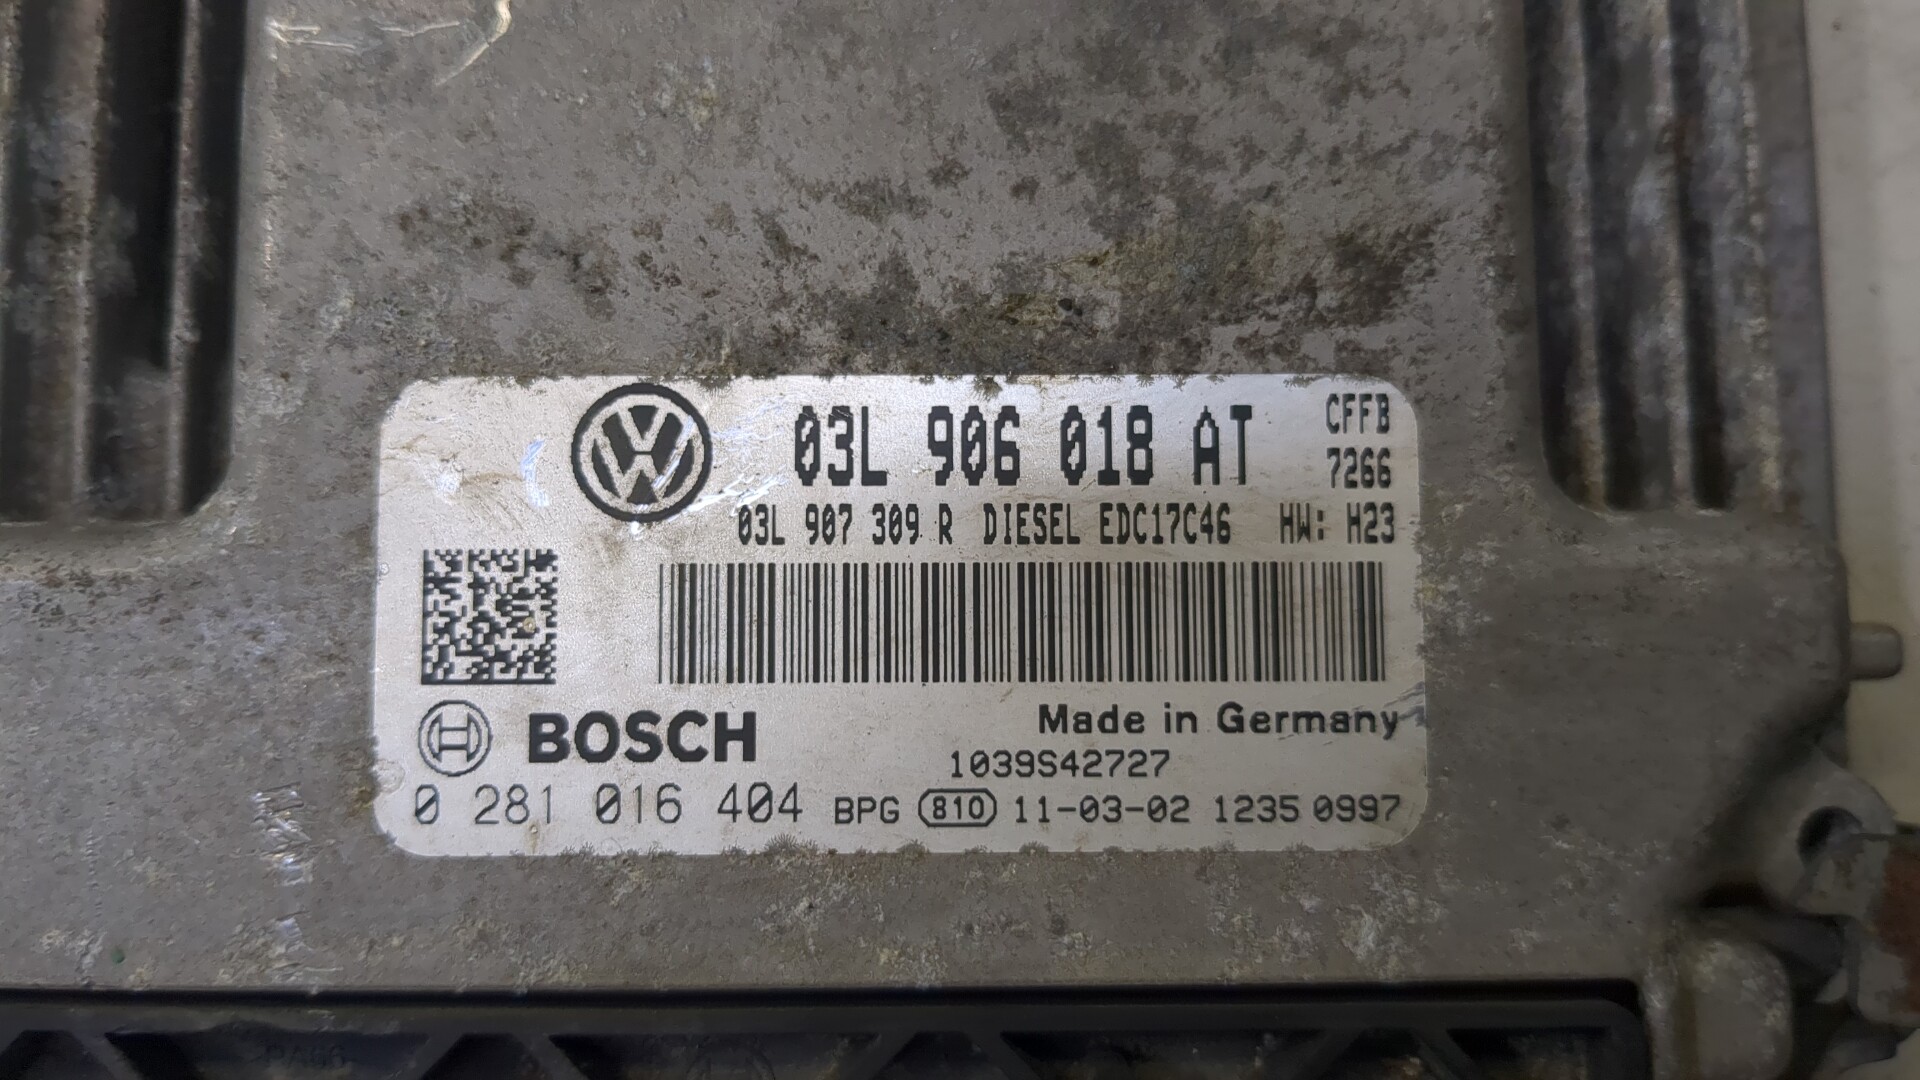 03L 906 018 AT
CFFB
7266
03L 907 309 R DIESEL EDC17C46 HW: H23
BOSCH
Made in Germany
1039S42727
0 281 016 404 BPG 810 11-03-02 1235 0997